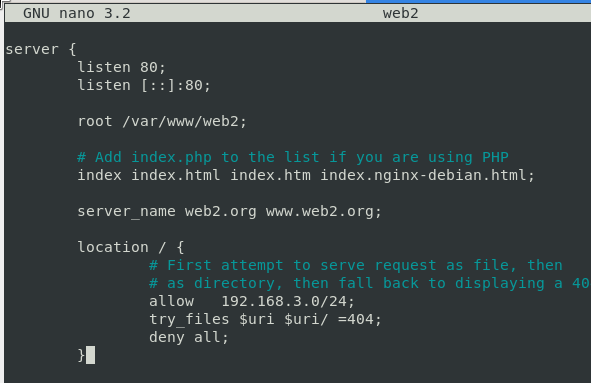 GNU nano 3.2 web2
server {
listen 80;
listen [::]:80;
root /var/www/web2;
# Add index.php to the list if you are using PHP
index index.html index.htm index.nginx-debian.html;
server_name web2.org www.web2.org;
location / {
# First attempt to serve request as file, then
# as directory, then fall back to displaying a 40
allow 192.168.3.0/24;
try_files $uri $uri/ =404;
deny all;
}